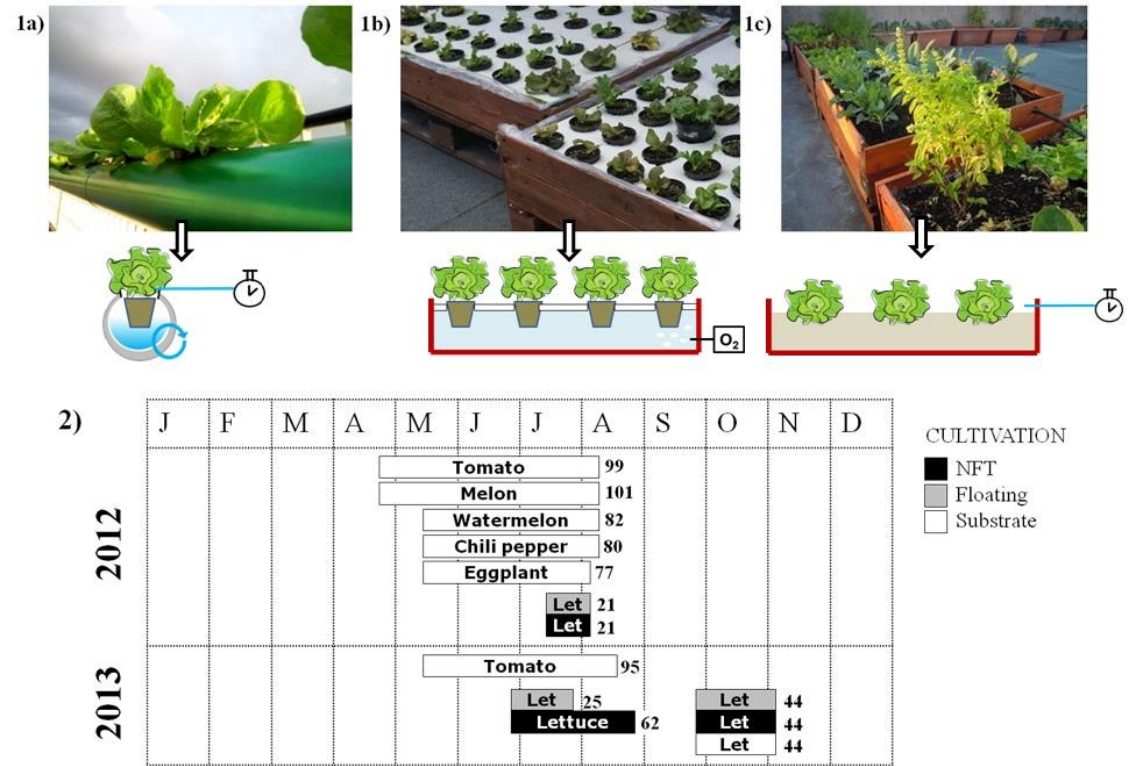 1a)
1b)
1c)
O2
2)
J F M A M J J A S O N D
CULTIVATION
NFT
Floating
Substrate
2012
Tomato 99
Melon 101
Watermelon 82
Chili pepper 80
Eggplant 77
Let 21
Let 21
2013
Tomato 95
Let 25
Let 44
Lettuce 62
Let 44
Let 44